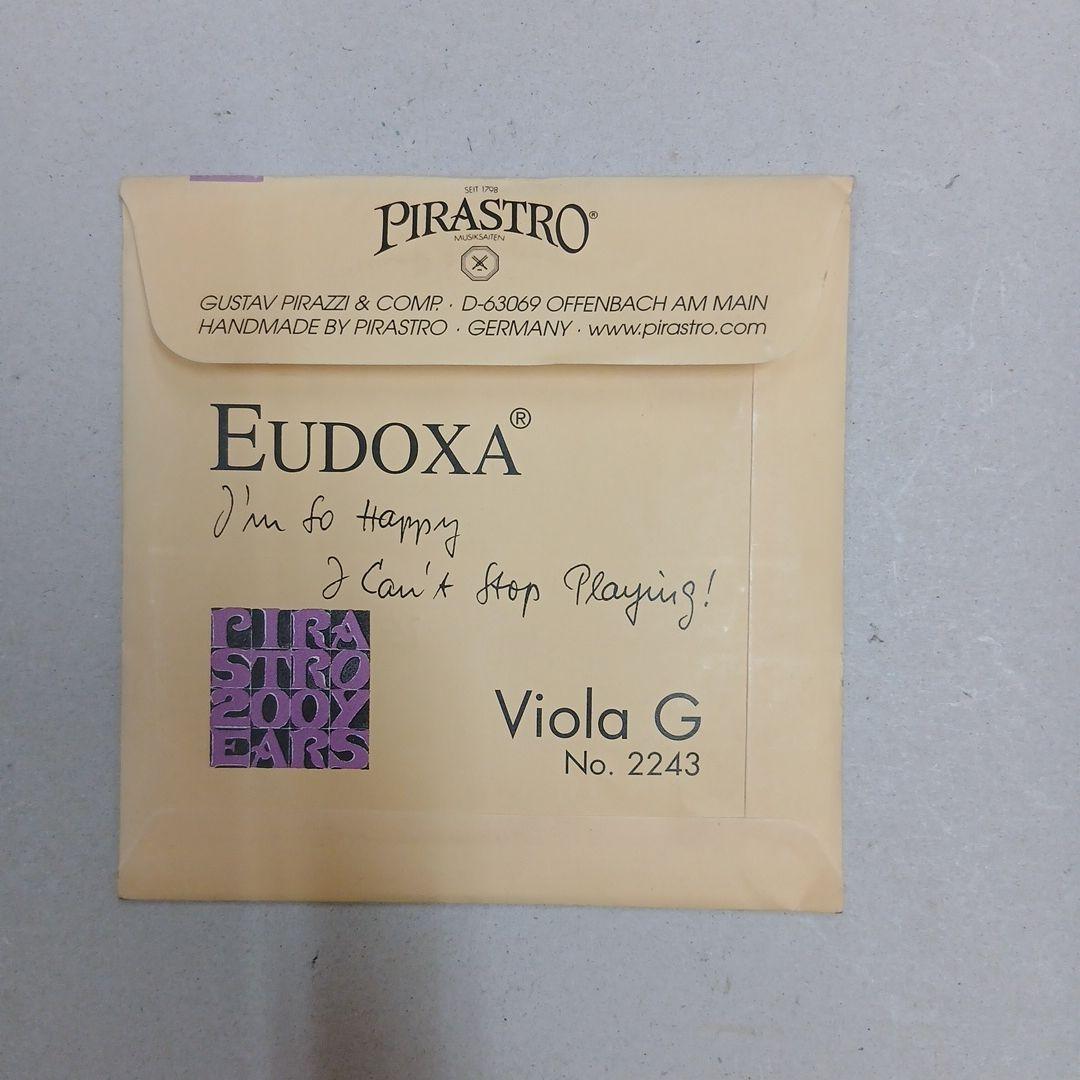 SEIT 1798
PIRASTRO®
MUSIKSAITEN
GUSTAV PIRAZZI & COMP. · D-63069 OFFENBACH AM MAIN
HANDMADE BY PIRASTRO · GERMANY · www.pirastro.com
EUDOXA®
I'm So Happy
I Can't Stop Playing!
PIRA
STRO
200Y
EARS
Viola G
No. 2243